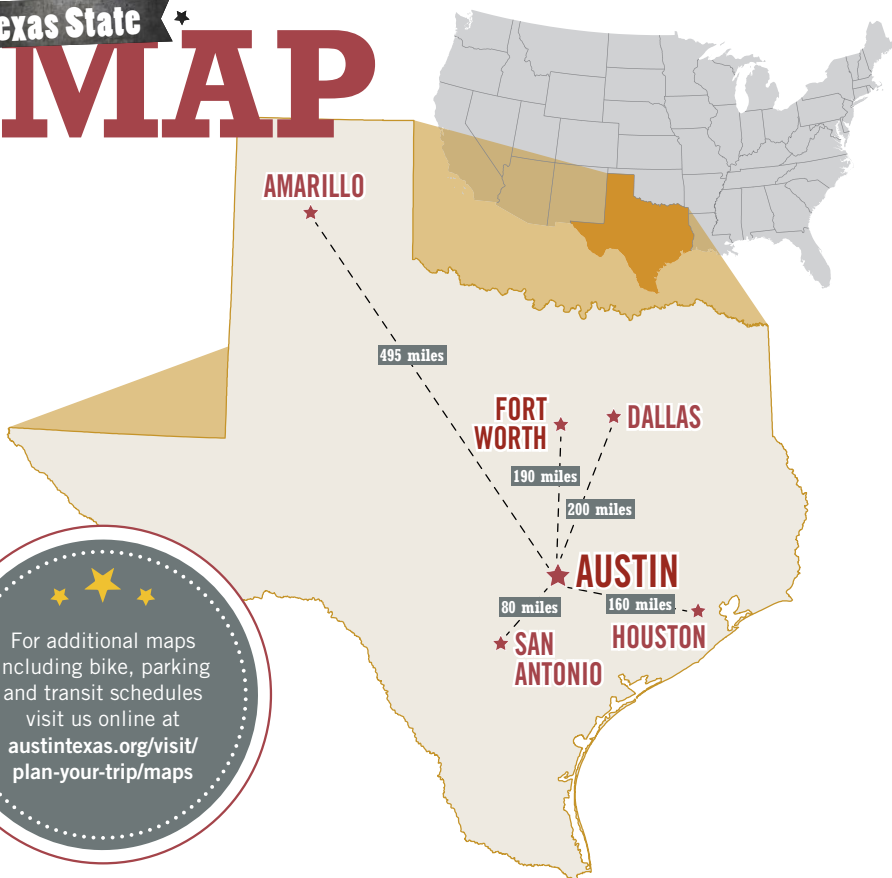 exas State
MAP
AMARILLO
495 miles
FORT
WORTH
DALLAS
190 miles
200 miles
AUSTIN
80 miles
160 miles
SAN
ANTONIO
HOUSTON
For additional maps
ncluding bike, parking
and transit schedules
visit us online at
austintexas.org/visit/
plan-your-trip/maps